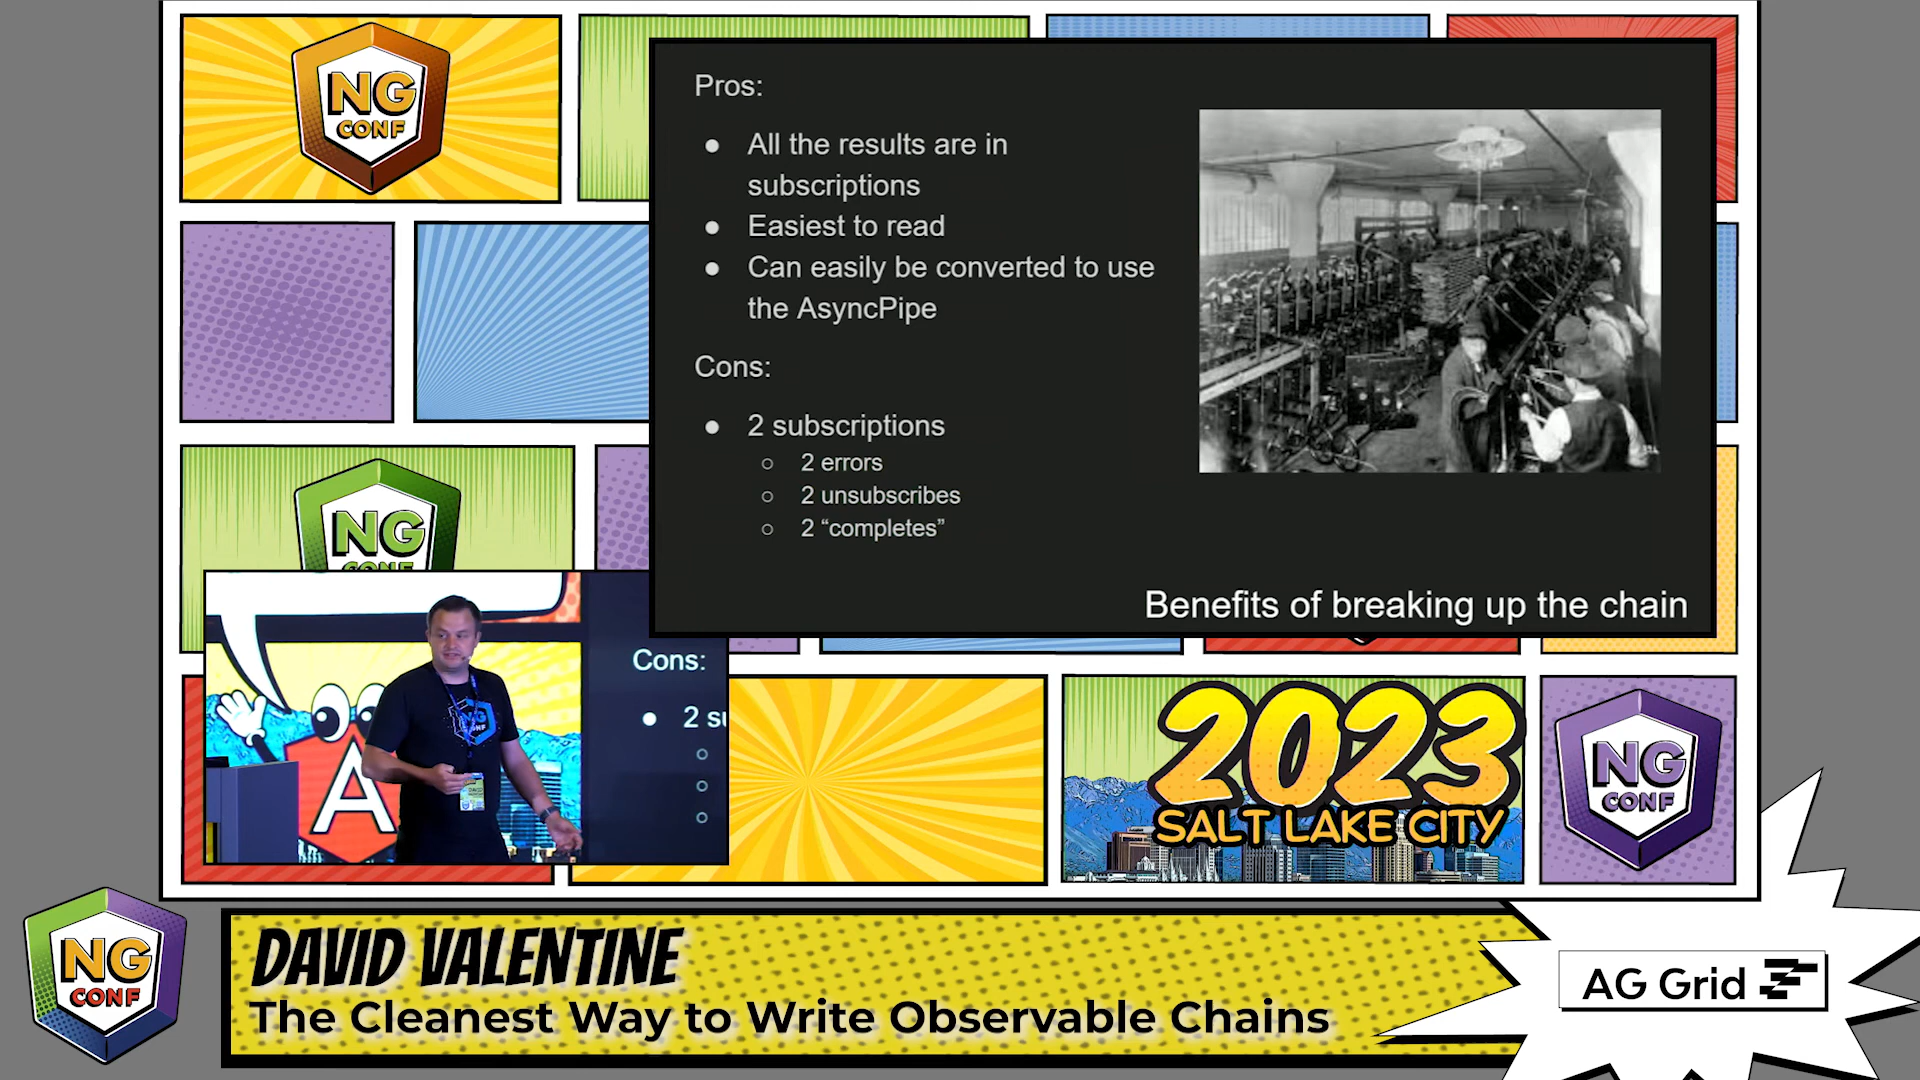 NG
CONF
Pros:
● All the results are in
subscriptions
● Easiest to read
● Can easily be converted to use
the AsyncPipe
Cons:
● 2 subscriptions
○ 2 errors
○ 2 unsubscribes
○ 2 “completes”
Benefits of breaking up the chain
NG
CONF
Cons:
● 2 su
A
NG
CONF
2023
SALT LAKE CITY
NG
CONF
NG
CONF
DAVID VALENTINE
The Cleanest Way to Write Observable Chains
AG Grid